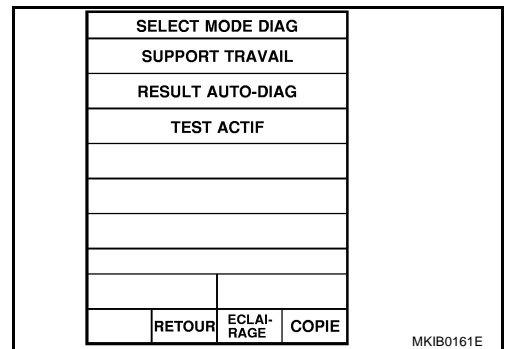 SELECT MODE DIAG
SUPPORT TRAVAIL
RESULT AUTO-DIAG
TEST ACTIF
RETOUR
ECLAI-
RAGE
COPIE
MKIB0161E